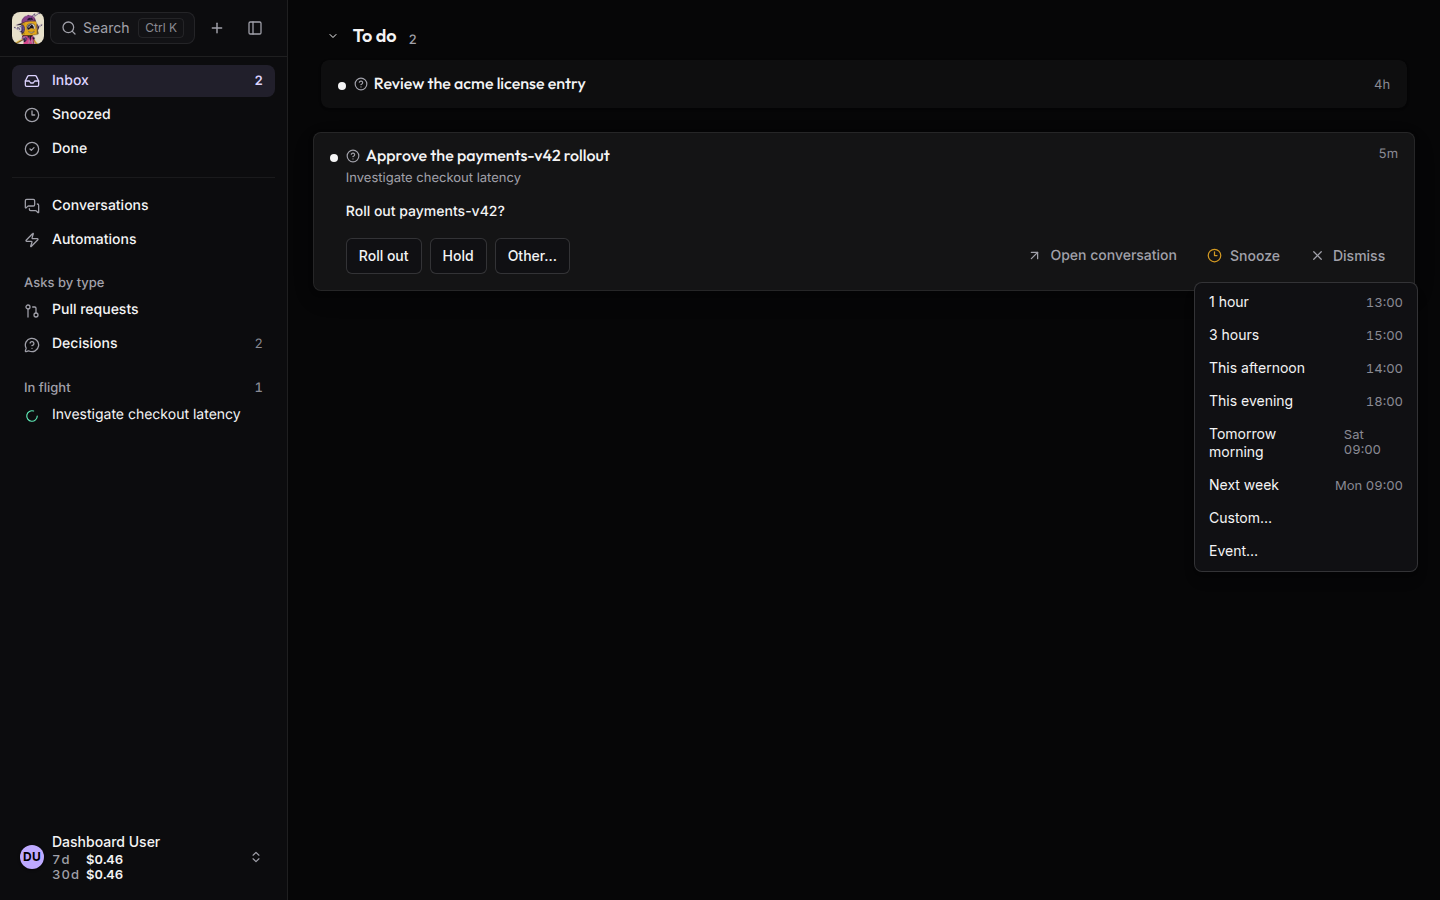 Search Ctrl K
Inbox 2
Snoozed
Done
Conversations
Automations
Asks by type
Pull requests
Decisions 2
In flight 1
Investigate checkout latency
Dashboard User
DU
7d $0.46
30d $0.46
To do 2
Review the acme license entry 4h
Approve the payments-v42 rollout 5m
Investigate checkout latency
Roll out payments-v42?
Roll out Hold Other... Open conversation Snooze Dismiss
1 hour 13:00
3 hours 15:00
This afternoon 14:00
This evening 18:00
Tomorrow morning Sat 09:00
Next week Mon 09:00
Custom...
Event...